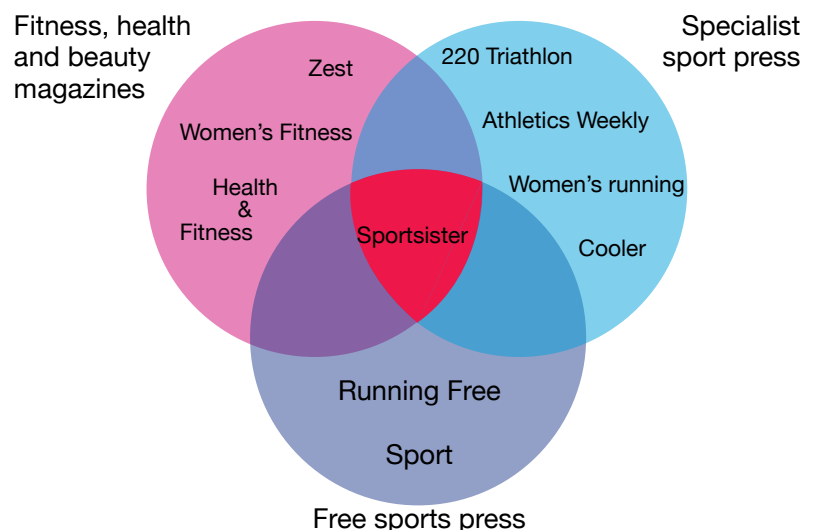 Fitness, health
and beauty
magazines
Specialist
sport press
Zest
220 Triathlon
Women's Fitness
Athletics Weekly
Health
&
Fitness
Women's running
Sportsister
Cooler
Running Free
Sport
Free sports press